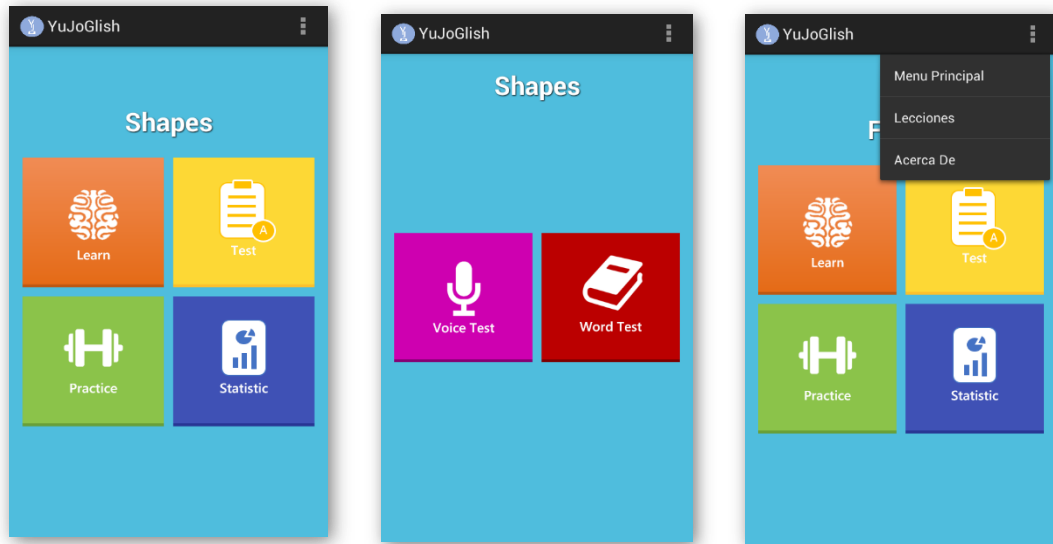 YuJoGlish
Shapes
Learn
A
Test
Practice
Statistic
YuJoGlish
Shapes
Voice Test
Word Test
YuJoGlish
Menu Principal
Lecciones
Acerca De
F
Learn
A
Test
Practice
Statistic